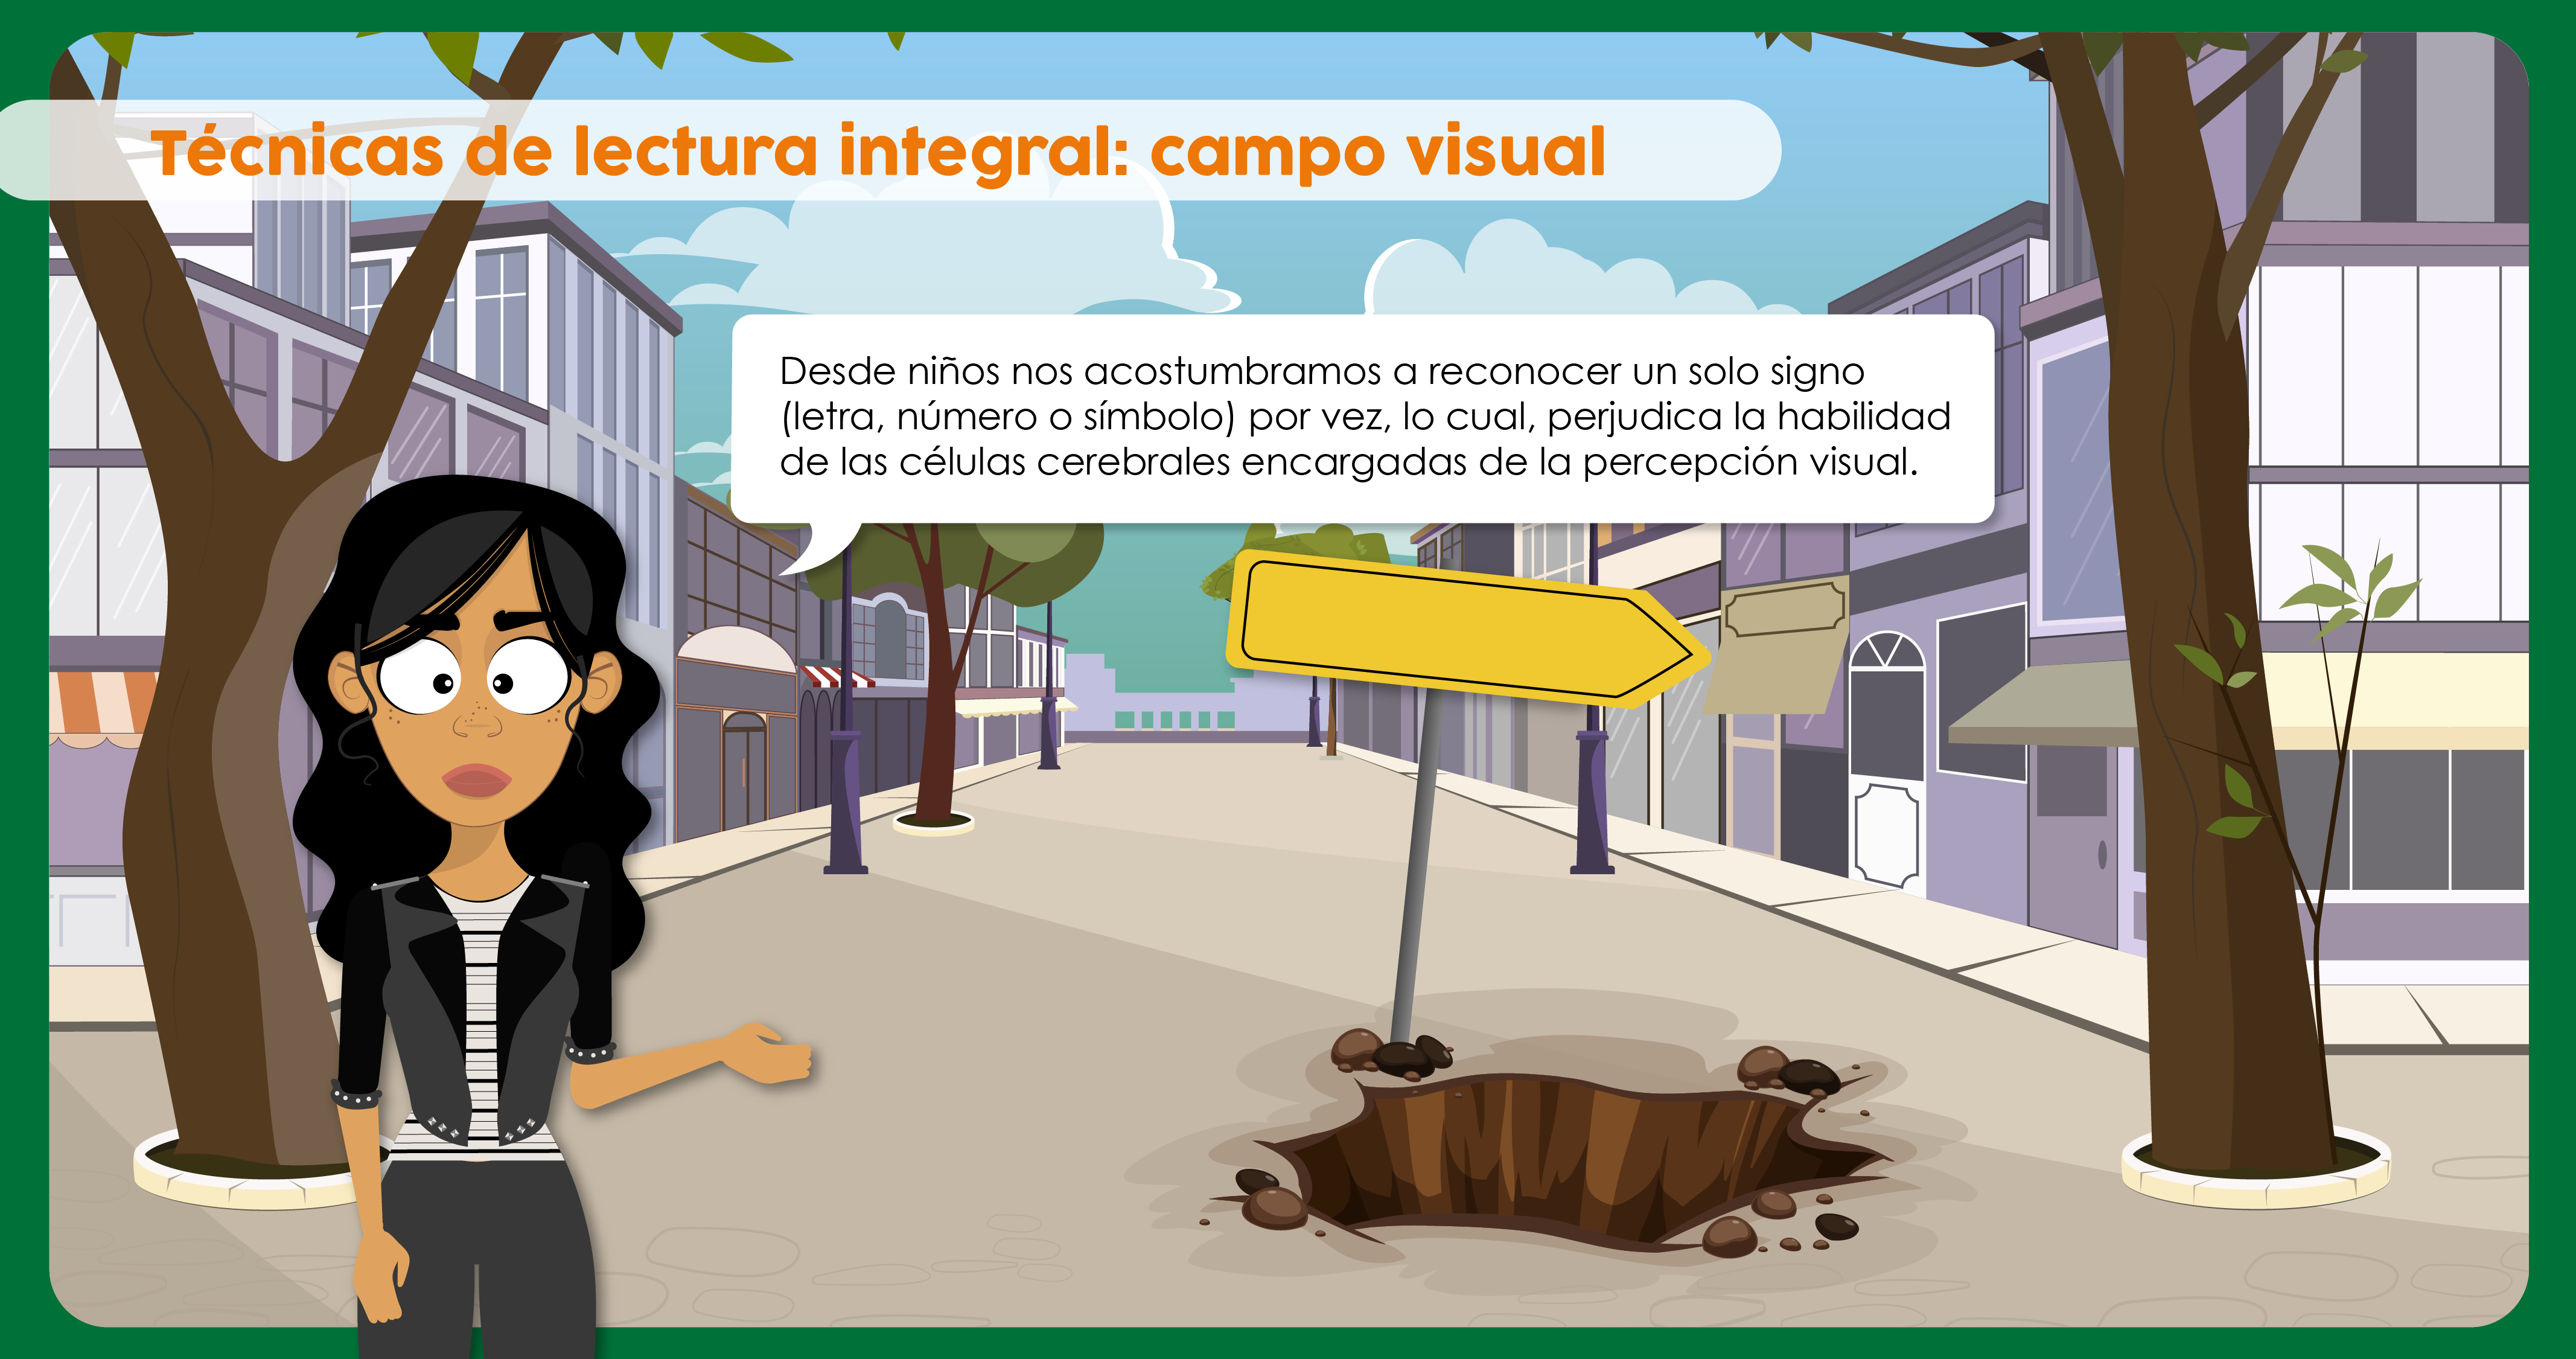 Técnicas de lectura integral: campo visual
Desde niños nos acostumbramos a reconocer un solo signo
(letra, número o símbolo) por vez, lo cual, perjudica la habilidad
de las células cerebrales encargadas de la percepción visual.